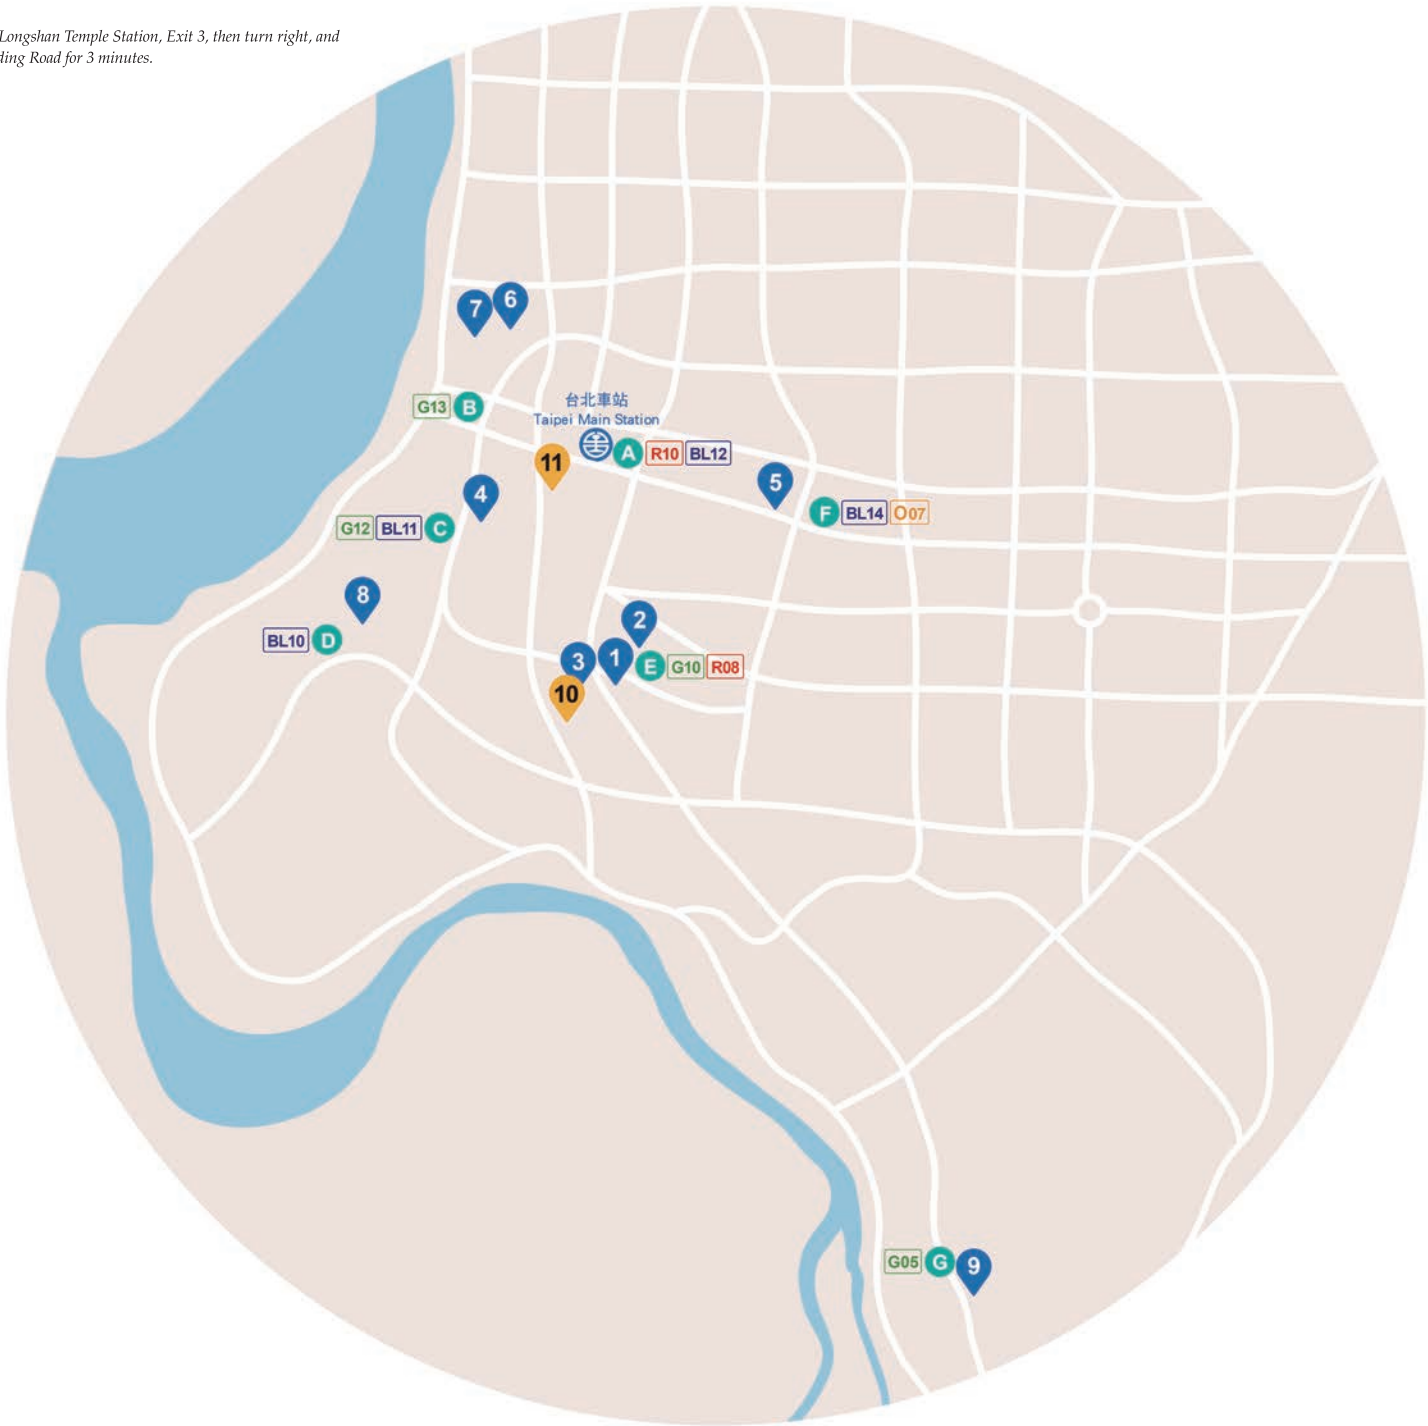 Longshan Temple Station, Exit 3, then turn right, and
ding Road for 3 minutes.
7 6
G13 B
台北車站
Taipei Main Station
11 A R10 BL12
4 5
G12 BL11 C F BL14 O07
8
2
BL10 D
3 1 E G10 R08
10
G05 G 9